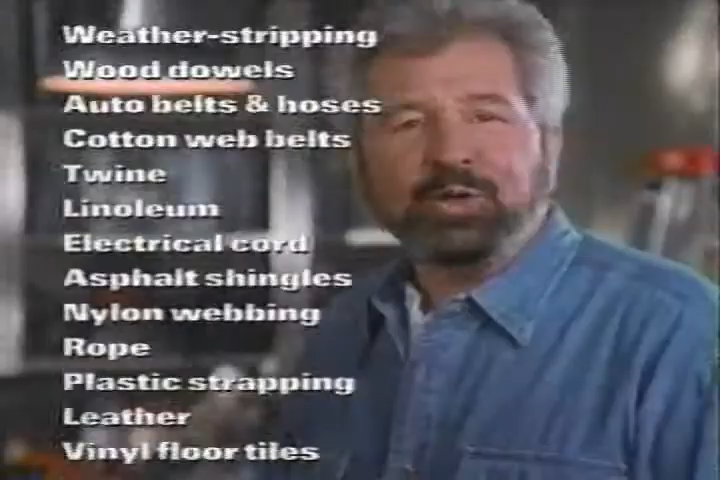 Weather-stripping
Wood dowels
Auto belts & hoses
Cotton web belts
Twine
Linoleum
Electrical cord
Asphalt shingles
Nylon webbing
Rope
Plastic strapping
Leather
Vinyl floor tiles